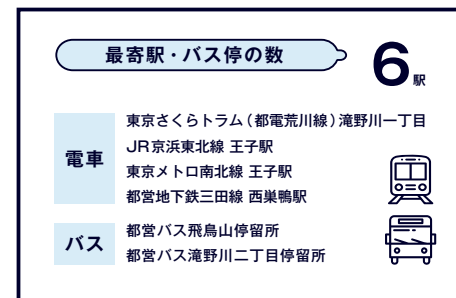 最寄駅・バス停の数
6駅
電車
東京さくらトラム(都電荒川線)滝野川一丁目
JR京浜東北線 王子駅
東京メトロ南北線 王子駅
都営地下鉄三田線 西巣鴨駅
バス
都営バス飛鳥山停留所
都営バス滝野川二丁目停留所